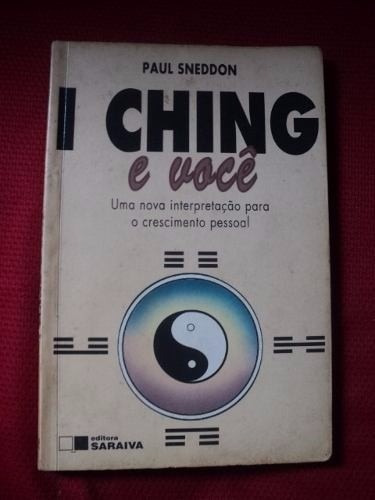 PAUL SNEDDON
I CHING
e você
Uma nova interpretação para
o crescimento pessoal
editora
SARAIVA